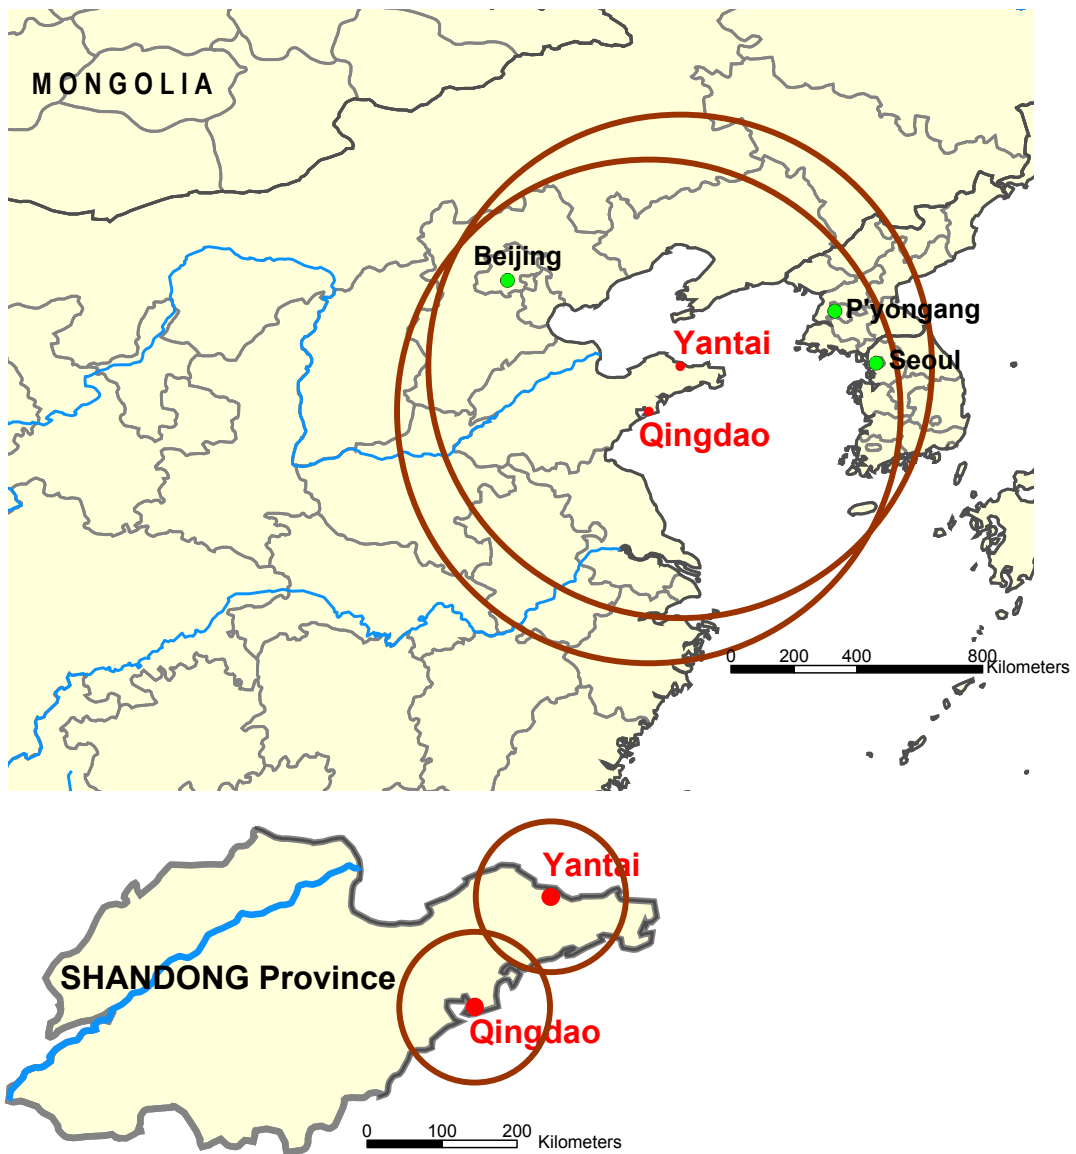 MONGOLIA
Beijing
P'yongang
Yantai
Seoul
Qingdao
0 200 400 800
Kilometers
Yantai
SHANDONG Province
Qingdao
0 100 200
Kilometers